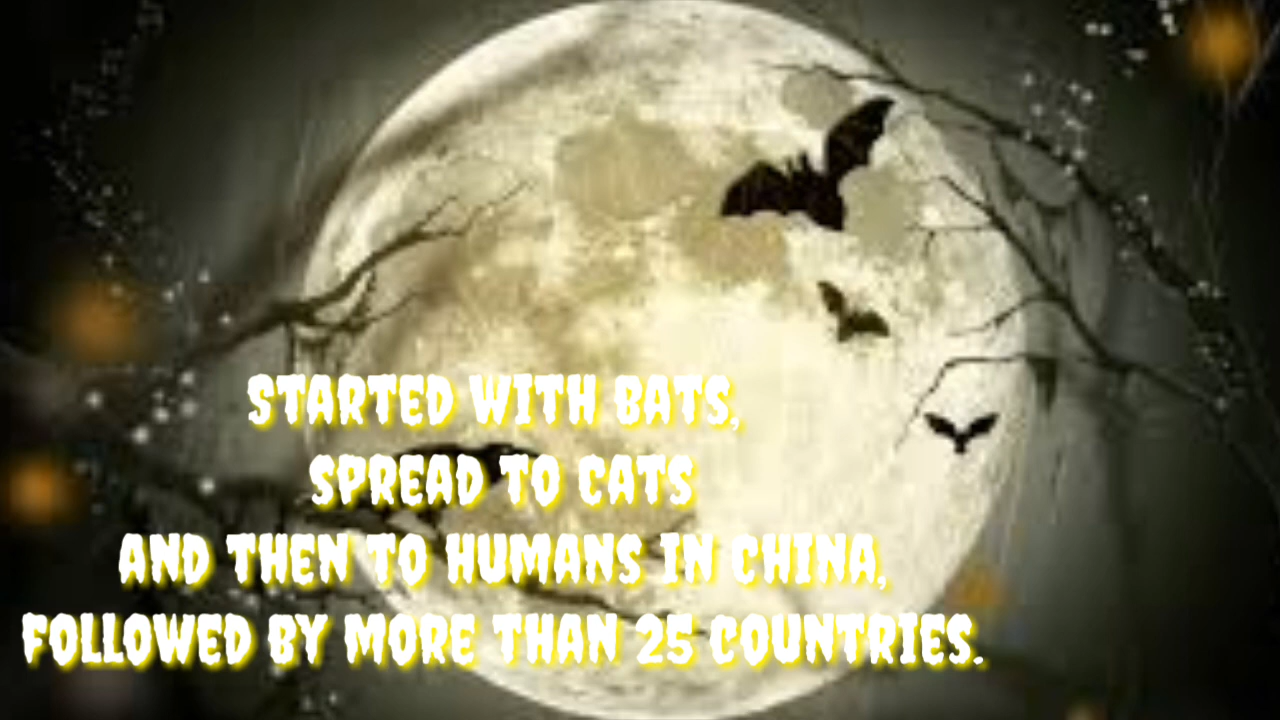 STARTED WITH BATS,
SPREAD TO CATS
AND THEN TO HUMANS IN CHINA,
FOLLOWED BY MORE THAN 25 COUNTRIES.